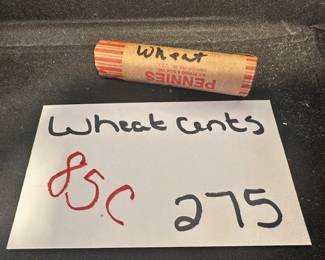 Wheat
PENNIES
Wheat Cents
85C 275